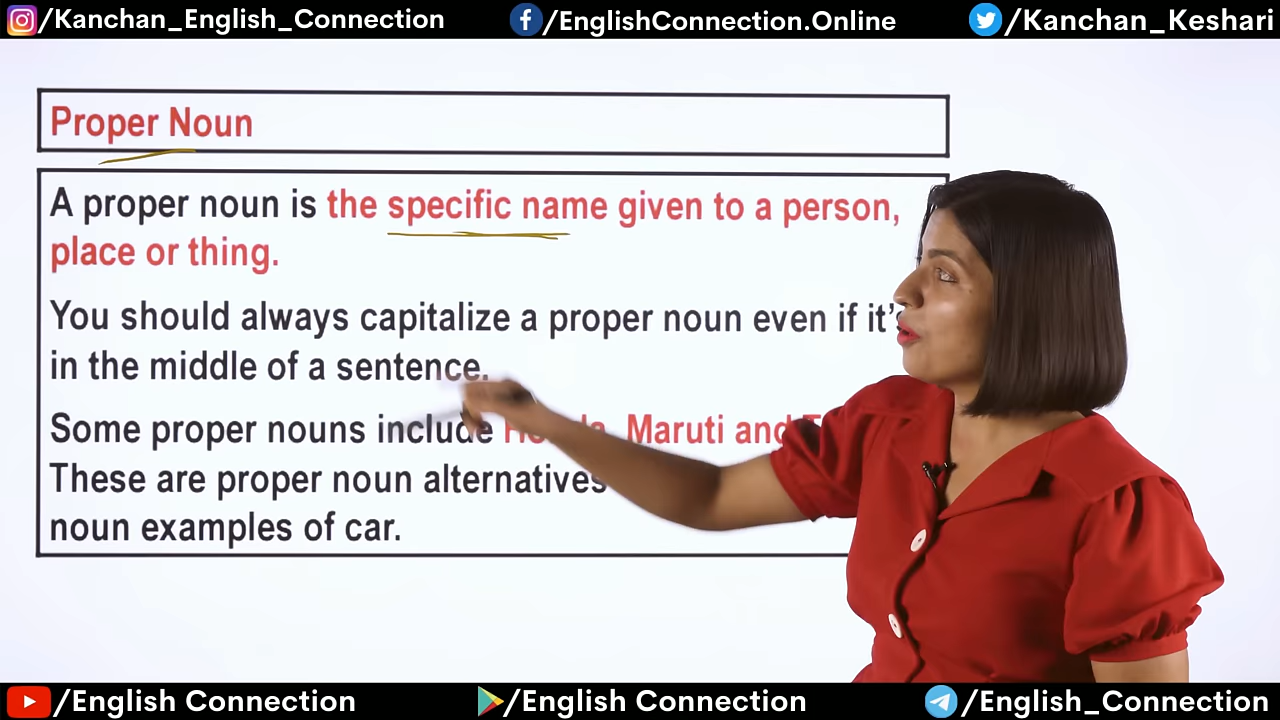 /Kanchan_English_Connection /EnglishConnection.Online /Kanchan_Keshari
Proper Noun
A proper noun is the specific name given to a person,
place or thing.
You should always capitalize a proper noun even if it's
in the middle of a sentence.
Some proper nouns include Maruti and
These are proper noun alternatives
noun examples of car.
/English Connection /English Connection /English_Connection